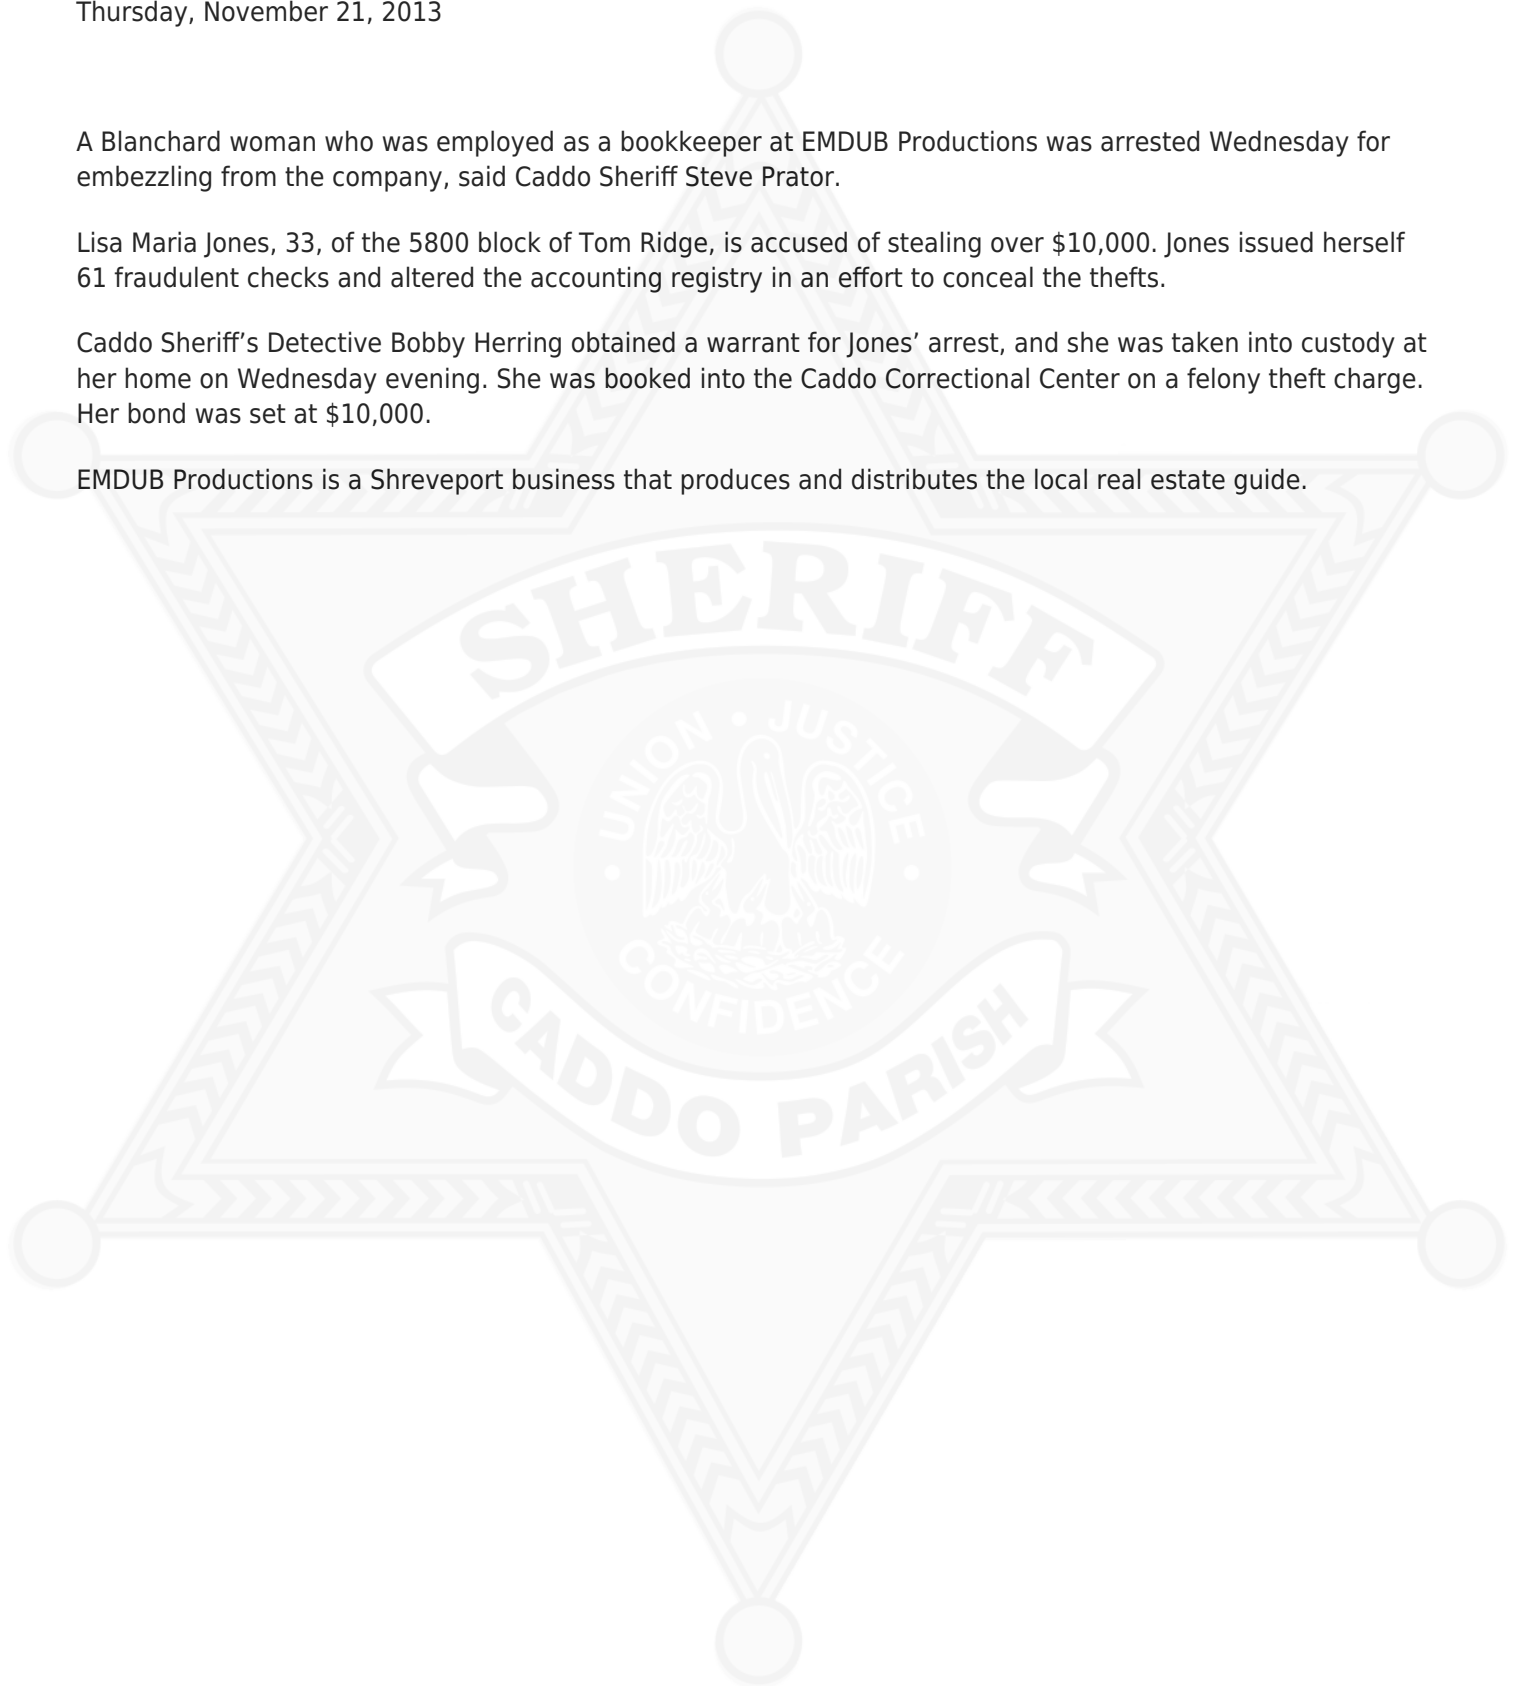 Thursday, November 21, 2013
A Blanchard woman who was employed as a bookkeeper at EMDUB Productions was arrested Wednesday for
embezzling from the company, said Caddo Sheriff Steve Prator.
Lisa Maria Jones, 33, of the 5800 block of Tom Ridge, is accused of stealing over $10,000. Jones issued herself
61 fraudulent checks and altered the accounting registry in an effort to conceal the thefts.
Caddo Sheriff’s Detective Bobby Herring obtained a warrant for Jones’ arrest, and she was taken into custody at
her home on Wednesday evening. She was booked into the Caddo Correctional Center on a felony theft charge.
Her bond was set at $10,000.
EMDUB Productions is a Shreveport business that produces and distributes the local real estate guide.
SHERIFF
UNION • JUSTICE
• CONFIDENCE •
CADDO PARISH